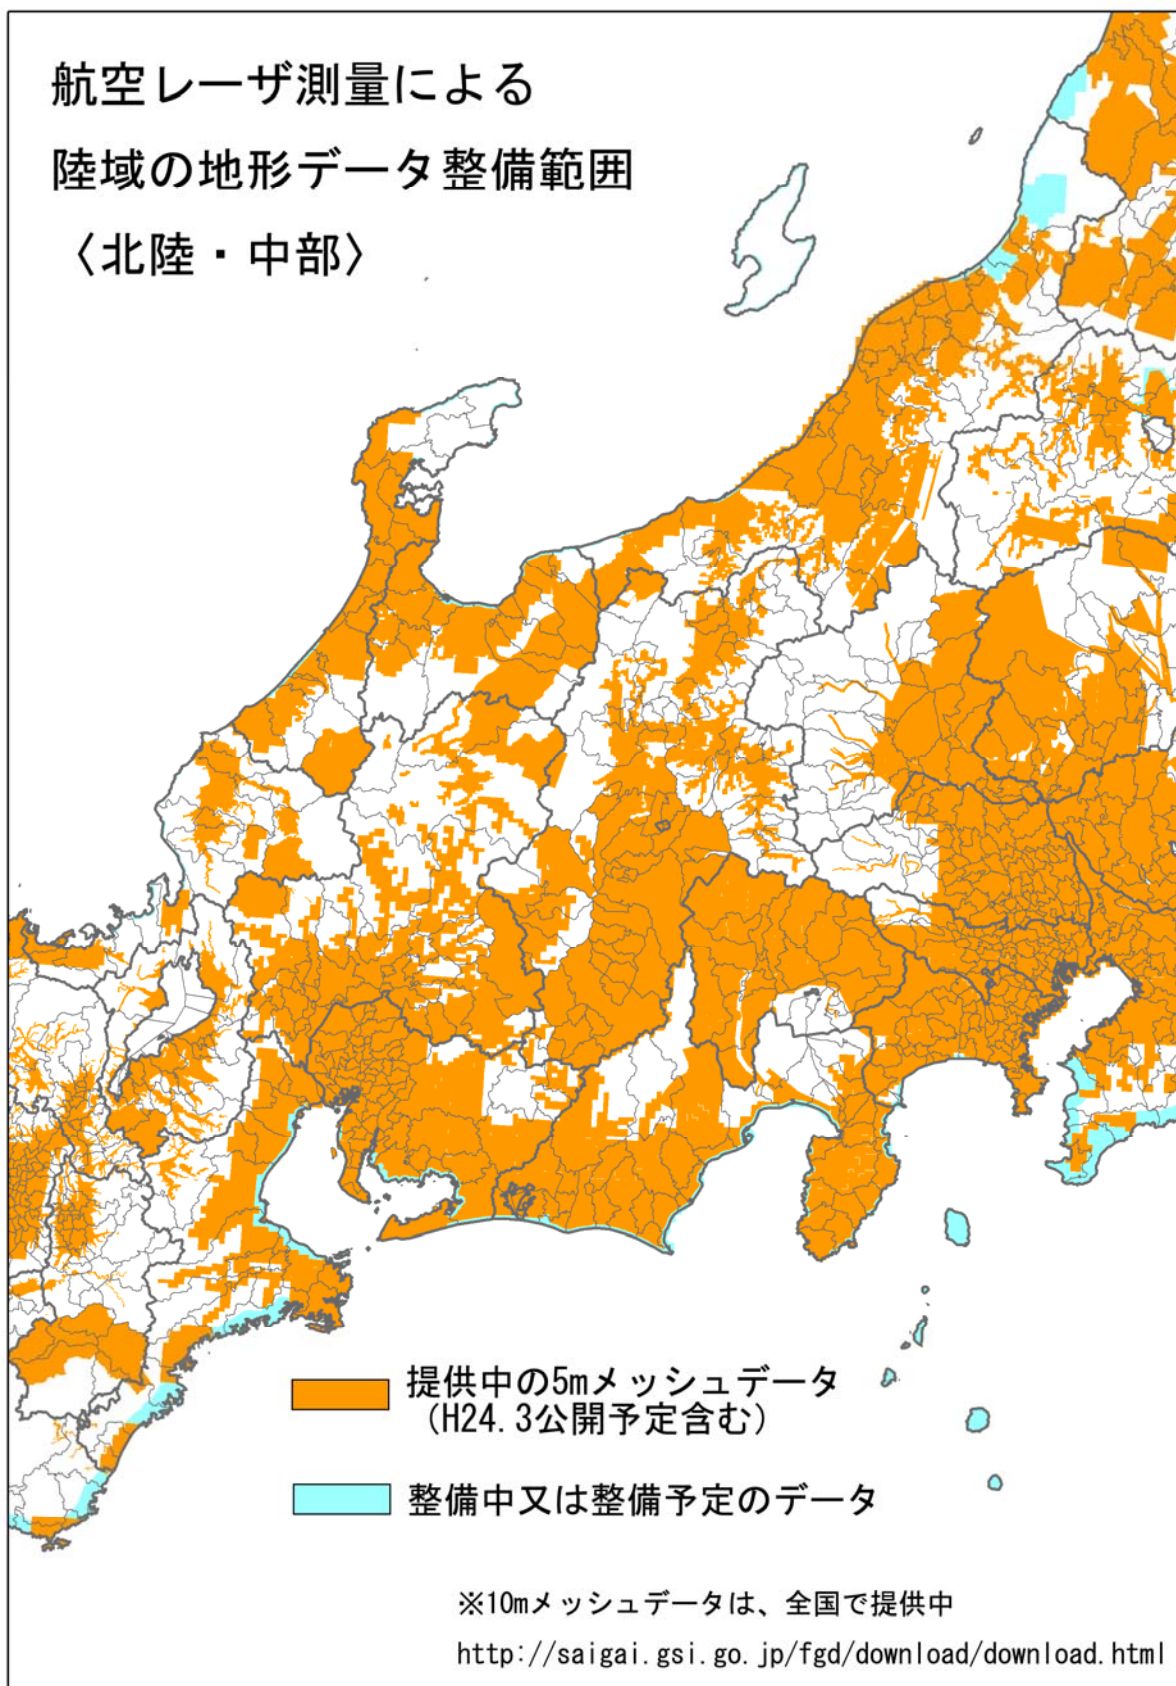 航空レーザ測量による
陸域の地形データ整備範囲
〈北陸・中部〉
提供中の5mメッシュデータ
（H24.3公開予定含む）
整備中又は整備予定のデータ
※10mメッシュデータは、全国で提供中
http://saigai.gsi.go.jp/fgd/download/download.html